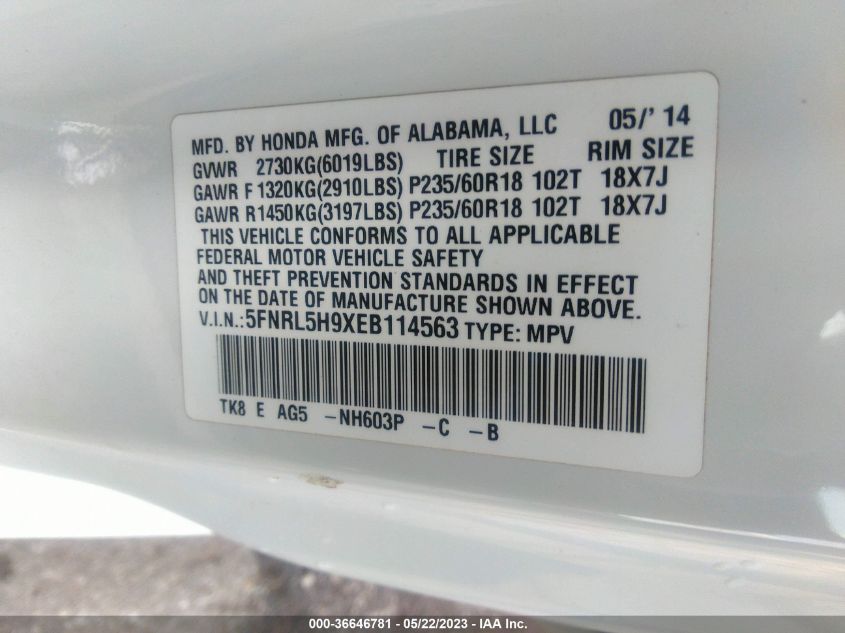 MFD. BY HONDA MFG. OF ALABAMA, LLC 05/' 14
GVWR 2730KG(6019LBS) TIRE SIZE RIM SIZE
GAWR F 1320KG(2910LBS) P235/60R18 102T 18X7J
GAWR R1450KG(3197LBS) P235/60R18 102T 18X7J
THIS VEHICLE CONFORMS TO ALL APPLICABLE
FEDERAL MOTOR VEHICLE SAFETY
AND THEFT PREVENTION STANDARDS IN EFFECT
ON THE DATE OF MANUFACTURE SHOWN ABOVE.
V.I.N.:5FNRL5H9XEB114563 TYPE: MPV
TK8 E AG5 -NH603P -C -B
000-36646781 - 05/22/2023 - IAA Inc.